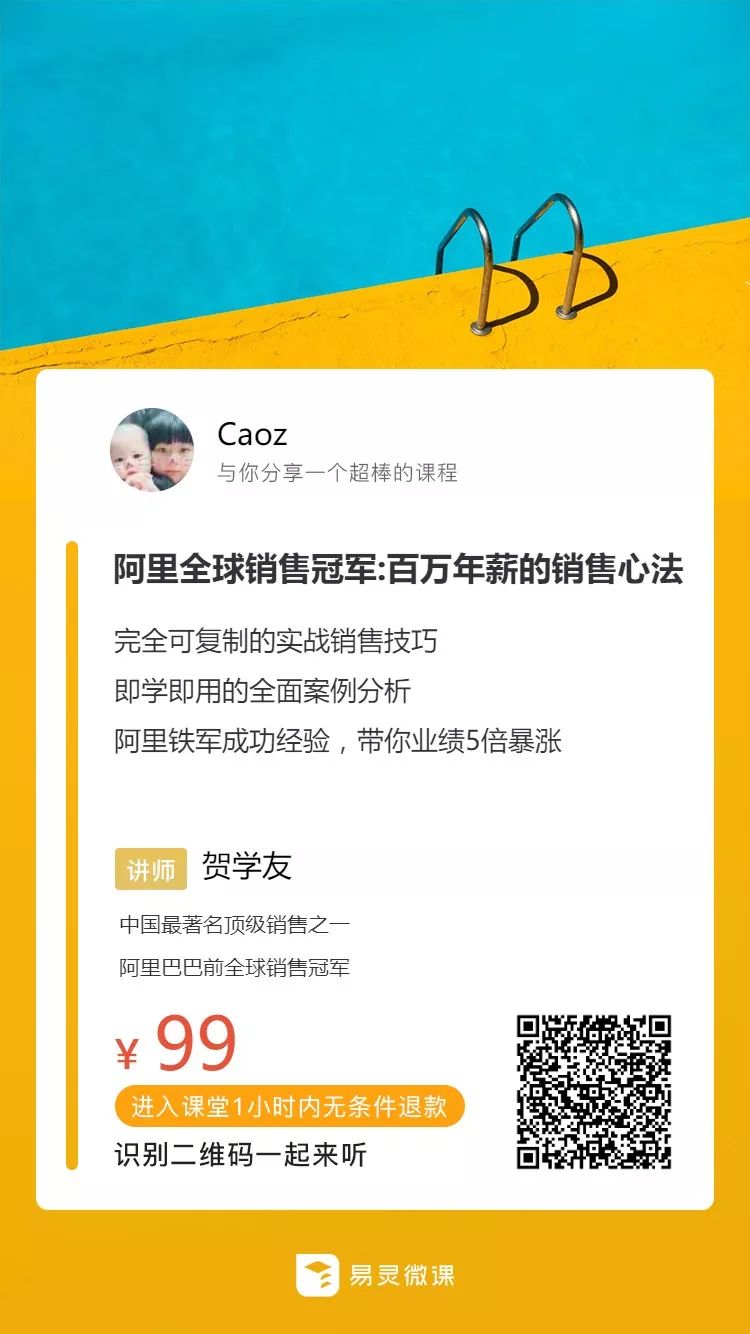 Caoz
与你分享一个超棒的课程
阿里全球销售冠军:百万年薪的销售心法
完全可复制的实战销售技巧
即学即用的全面案例分析
阿里铁军成功经验，带你业绩5倍暴涨
讲师 贺学友
中国最著名顶级销售之一
阿里巴巴前全球销售冠军
¥ 99
进入课堂1小时内无条件退款
识别二维码一起来听
易灵微课